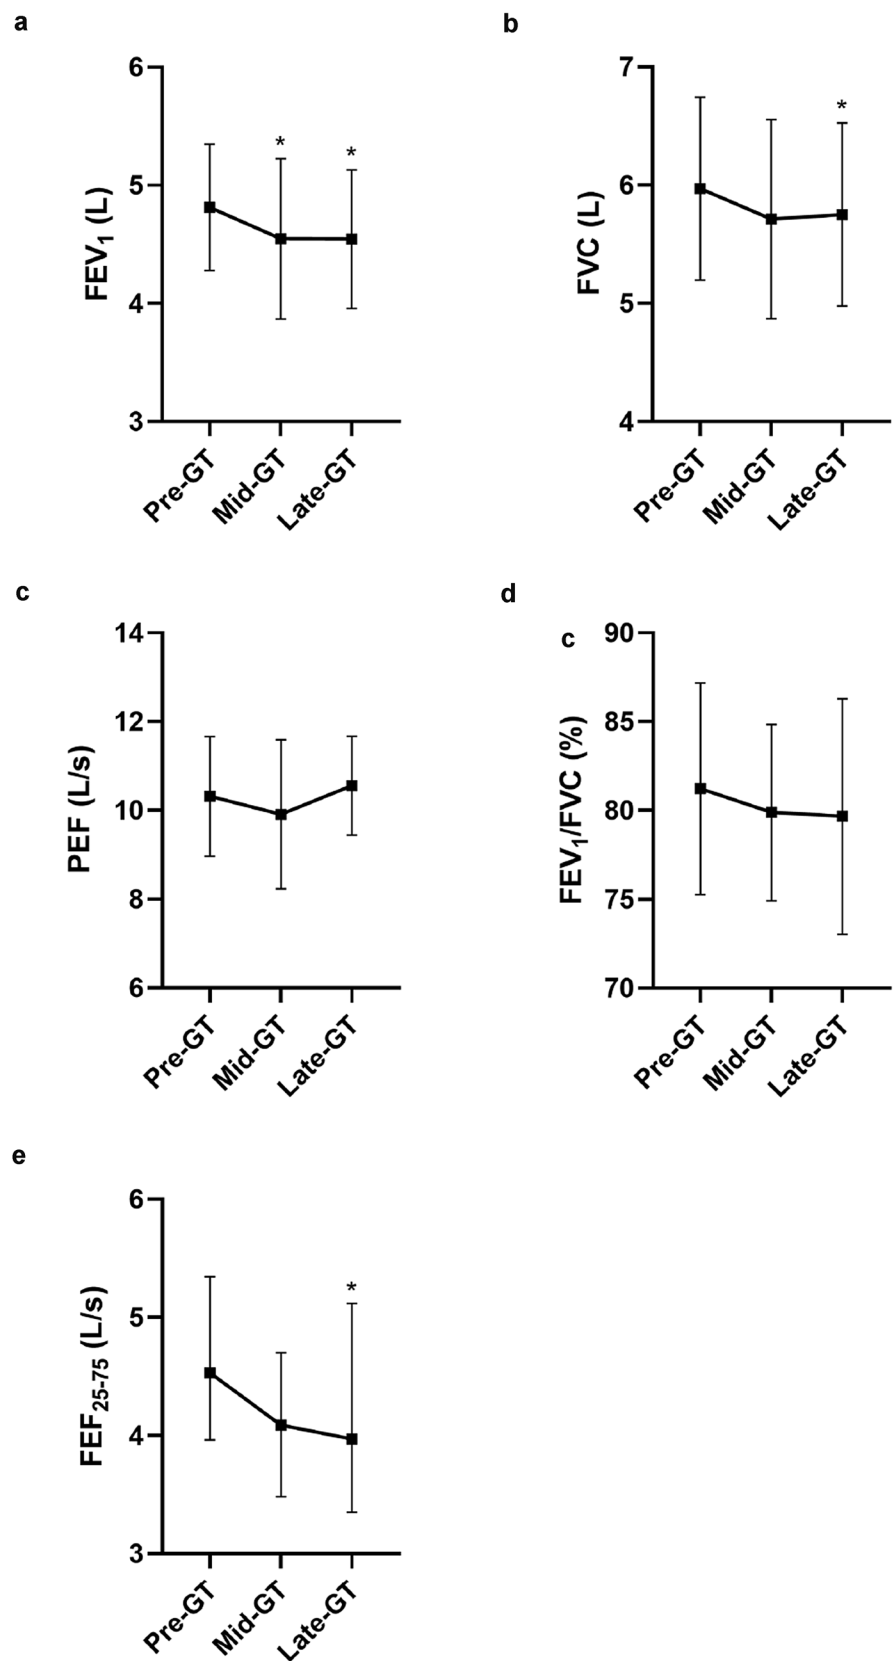 a
FEV1 (L)
6
5
4
3
*
*
Pre-GT
Mid-GT
Late-GT
b
FVC (L)
7
6
5
4
*
Pre-GT
Mid-GT
Late-GT
c
PEF (L/s)
14
12
10
8
6
Pre-GT
Mid-GT
Late-GT
d
c
FEV1/FVC (%)
90
85
80
75
70
Pre-GT
Mid-GT
Late-GT
e
FEF25-75 (L/s)
6
5
4
3
*
Pre-GT
Mid-GT
Late-GT